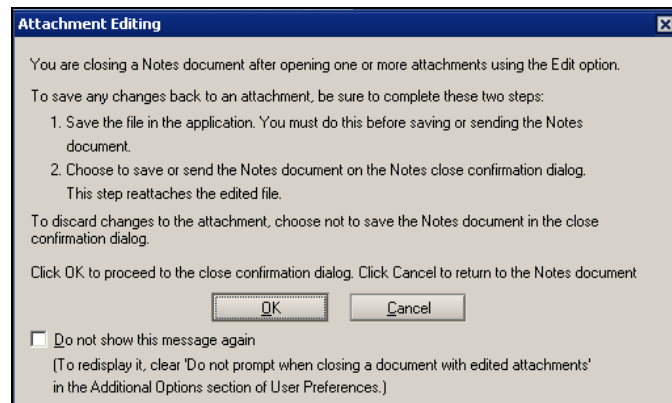 Attachment Editing
You are closing a Notes document after opening one or more attachments using the Edit option.
To save any changes back to an attachment, be sure to complete these two steps:
1. Save the file in the application. You must do this before saving or sending the Notes
document.
2. Choose to save or send the Notes document on the Notes close confirmation dialog.
This step reattaches the edited file.
To discard changes to the attachment, choose not to save the Notes document in the close
confirmation dialog.
Click OK to proceed to the close confirmation dialog. Click Cancel to return to the Notes document
OK Cancel
Do not show this message again
(To redisplay it, clear 'Do not prompt when closing a document with edited attachments'
in the Additional Options section of User Preferences.)